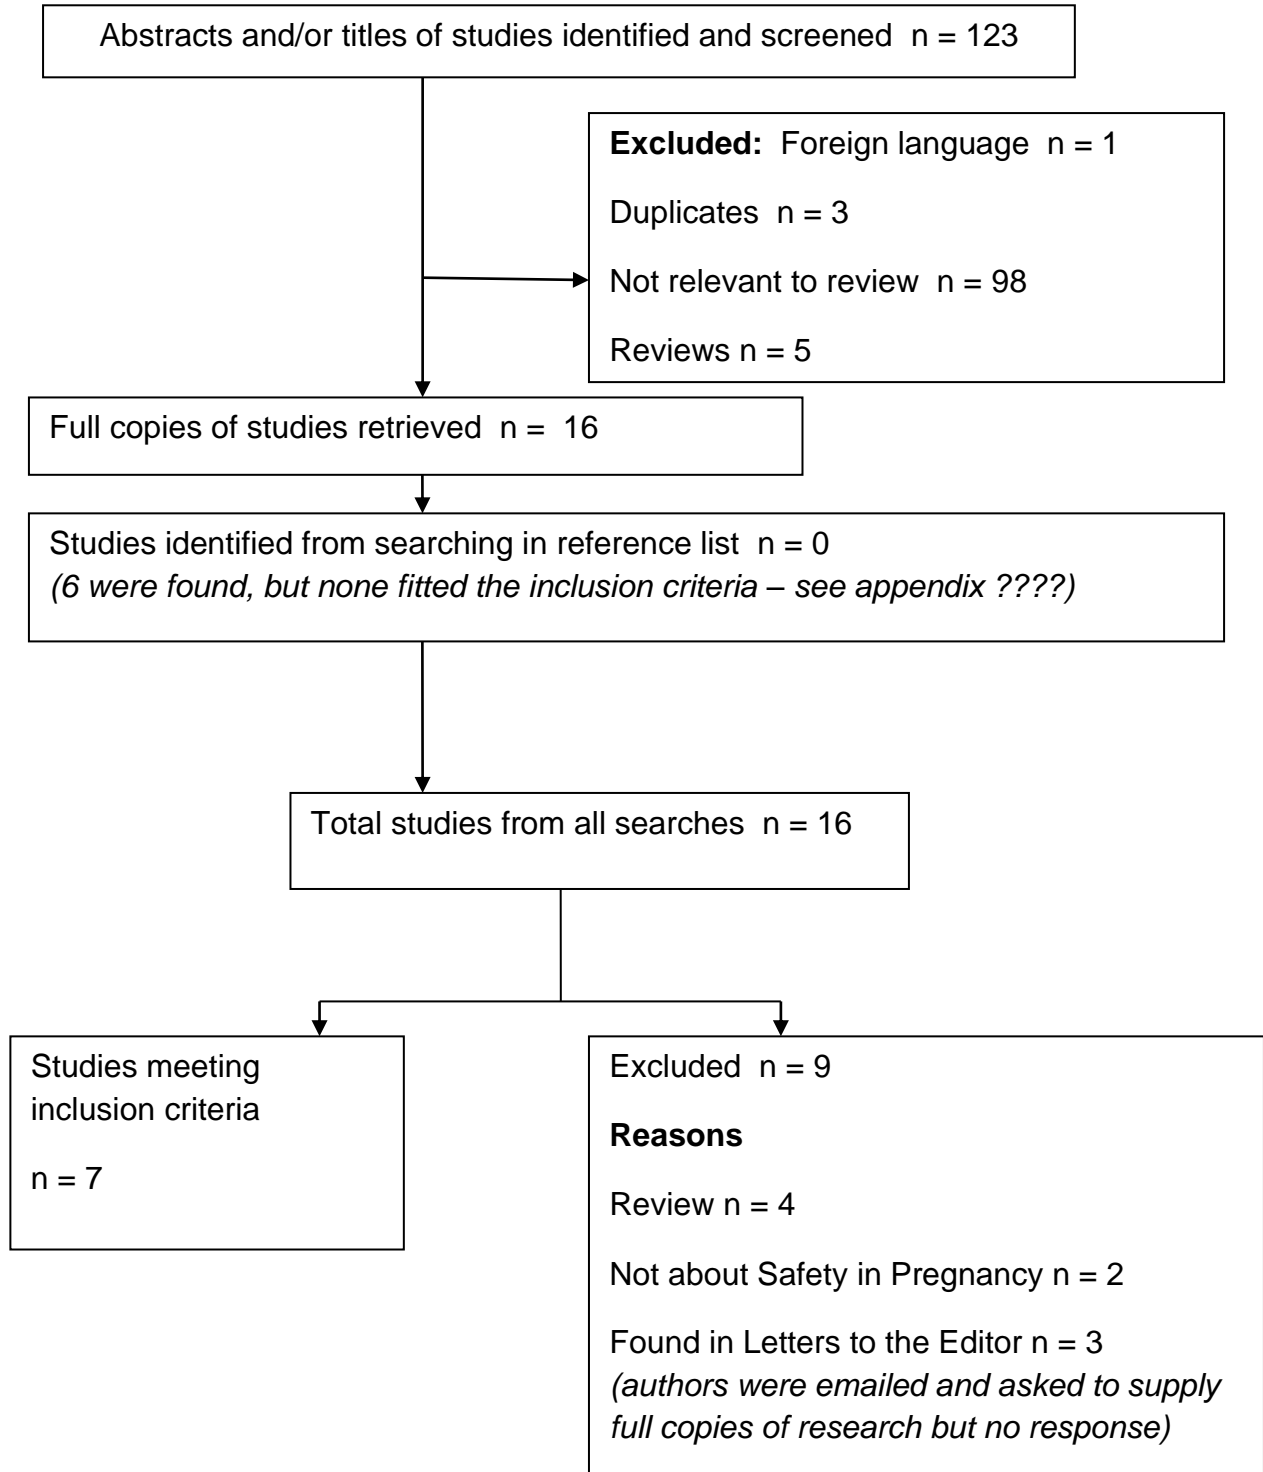 Abstracts and/or titles of studies identified and screened  n = 123
Excluded:  Foreign language  n = 1
Duplicates  n = 3
Not relevant to review  n = 98
Reviews n = 5
Full copies of studies retrieved  n =  16
Studies identified from searching in reference list  n = 0
(6 were found, but none fitted the inclusion criteria – see appendix ????)
Total studies from all searches  n = 16
Studies meeting
inclusion criteria
n = 7
Excluded  n = 9
Reasons
Review n = 4
Not about Safety in Pregnancy n = 2
Found in Letters to the Editor n = 3
(authors were emailed and asked to supply
full copies of research but no response)